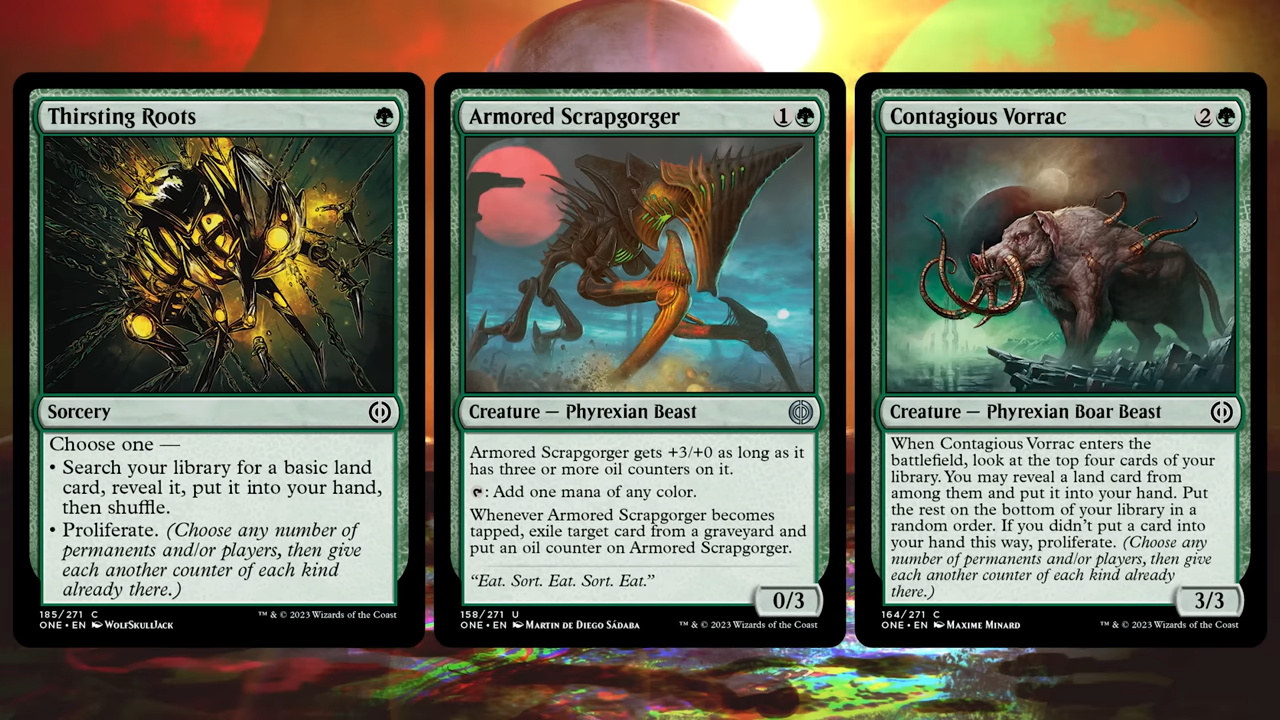 Thirsting Roots
Sorcery
Choose one —
• Search your library for a basic land
card, reveal it, put it into your hand,
then shuffle.
• Proliferate. (Choose any number of
permanents and/or players, then give
each another counter of each kind
already there.)
185/271 C
ONE • EN WolfSkullJack
™ & © 2023 Wizards of the Coast
Armored Scrapgorger
1
Creature — Phyrexian Beast
Armored Scrapgorger gets +3/+0 as long as it
has three or more oil counters on it.
: Add one mana of any color.
Whenever Armored Scrapgorger becomes
tapped, exile target card from a graveyard and
put an oil counter on Armored Scrapgorger.
“Eat. Sort. Eat. Sort. Eat.”
0/3
158/271 U
ONE • EN Martin de Diego Sádaba
™ & © 2023 Wizards of the Coast
Contagious Vorrac
2
Creature — Phyrexian Boar Beast
When Contagious Vorrac enters the
battlefield, look at the top four cards of your
library. You may reveal a land card from
among them and put it into your hand. Put
the rest on the bottom of your library in a
random order. If you didn’t put a card into
your hand this way, proliferate. (Choose any
number of permanents and/or players, then give
each another counter of each kind already
there.)
3/3
164/271 C
ONE • EN Maxime Minard
™ & © 2023 Wizards of the Coast